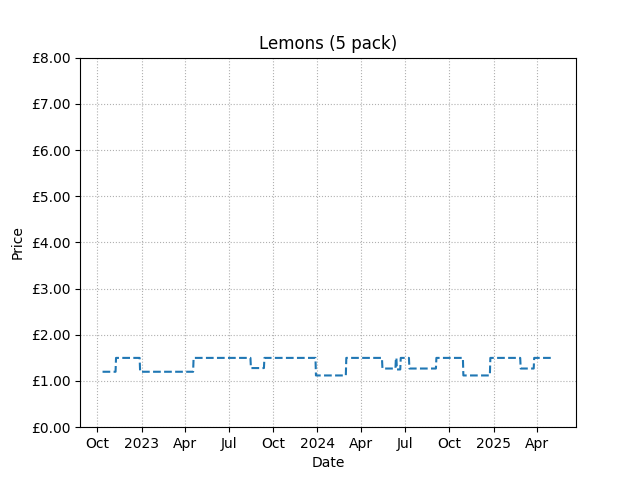 Lemons (5 pack)
£8.00
£7.00
£6.00
£5.00
£4.00
£3.00
£2.00
£1.00
£0.00
Price
Oct 2023 Apr Jul Oct 2024 Apr Jul Oct 2025 Apr
Date